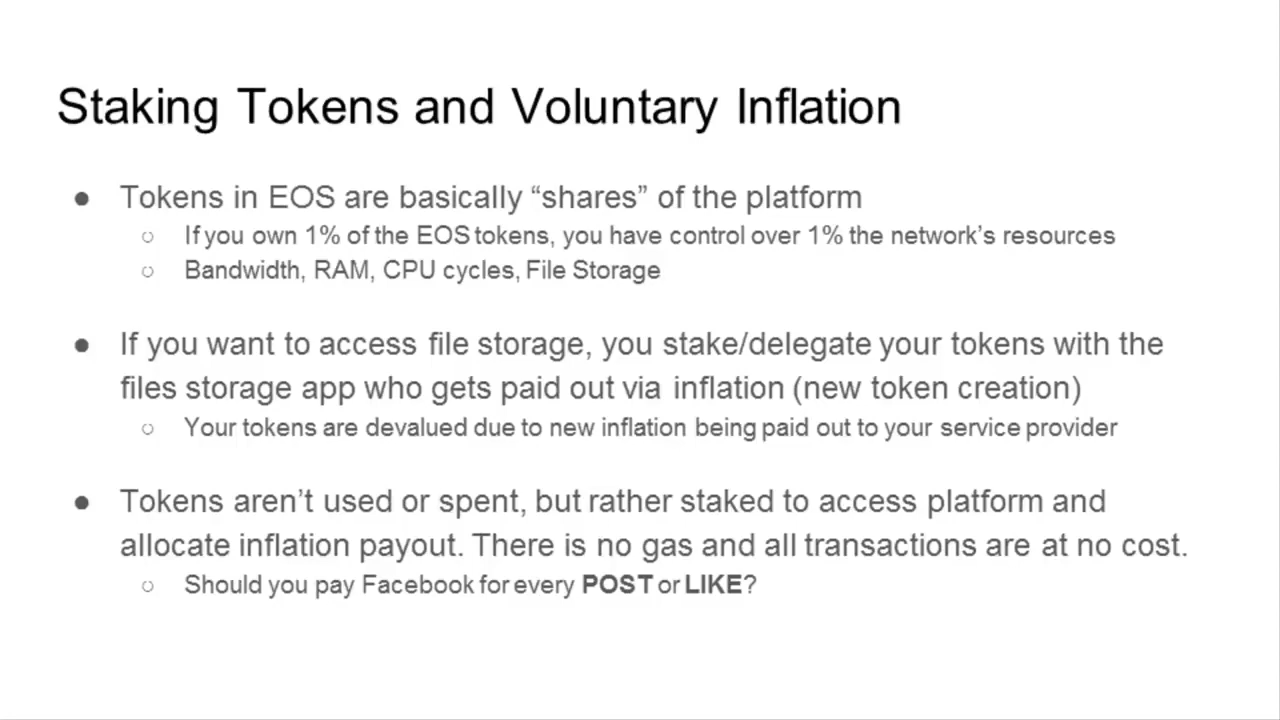 Staking Tokens and Voluntary Inflation
● Tokens in EOS are basically “shares” of the platform
○ If you own 1% of the EOS tokens, you have control over 1% the network’s resources
○ Bandwidth, RAM, CPU cycles, File Storage
● If you want to access file storage, you stake/delegate your tokens with the
files storage app who gets paid out via inflation (new token creation)
○ Your tokens are devalued due to new inflation being paid out to your service provider
● Tokens aren’t used or spent, but rather staked to access platform and
allocate inflation payout. There is no gas and all transactions are at no cost.
○ Should you pay Facebook for every POST or LIKE?